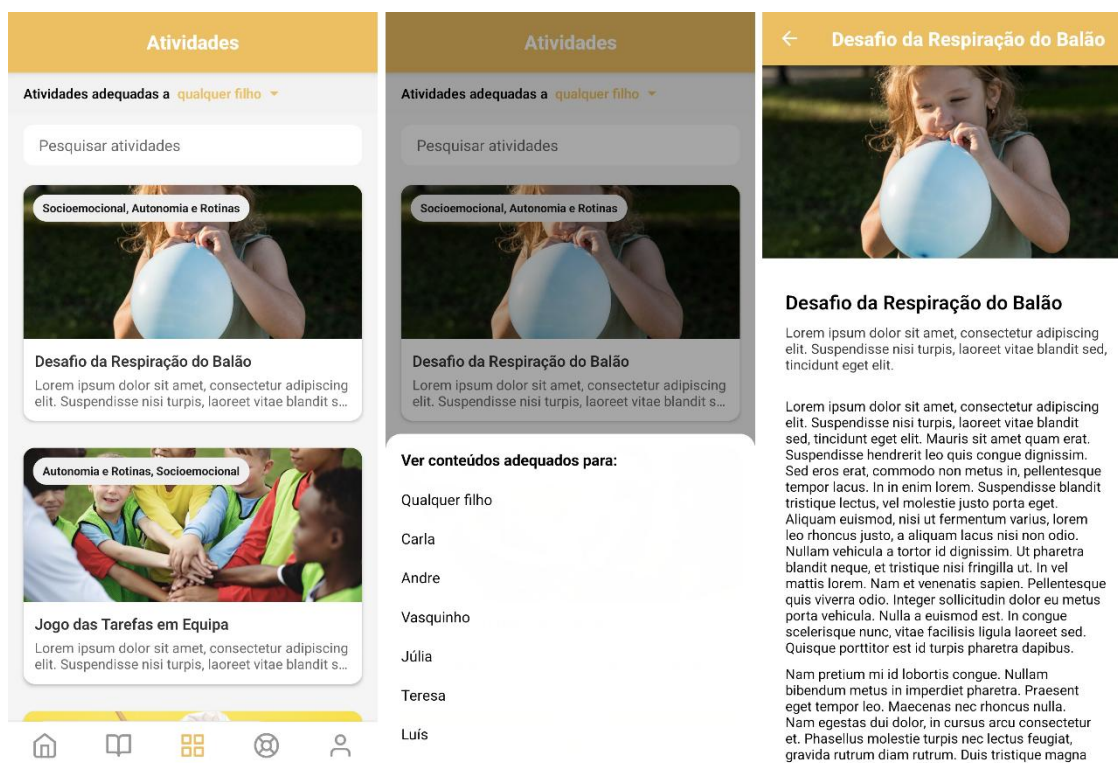 Atividades
Atividades adequadas a qualquer filho
Pesquisar atividades
Socioemocional, Autonomia e Rotinas
Desafio da Respiração do Balão
Lorem ipsum dolor sit amet, consectetur adipiscing
elit. Suspendisse nisi turpis, laoreet vitae blandit s...
Autonomia e Rotinas, Socioemocional
Jogo das Tarefas em Equipa
Lorem ipsum dolor sit amet, consectetur adipiscing
elit. Suspendisse nisi turpis, laoreet vitae blandit s...
Atividades
Atividades adequadas a qualquer filho
Pesquisar atividades
Socioemocional, Autonomia e Rotinas
Desafio da Respiração do Balão
Lorem ipsum dolor sit amet, consectetur adipiscing
elit. Suspendisse nisi turpis, laoreet vitae blandit s...
Ver conteúdos adequados para:
Qualquer filho
Carla
Andre
Vasquinho
Júlia
Teresa
Luís
Desafio da Respiração do Balão
Desafio da Respiração do Balão
Lorem ipsum dolor sit amet, consectetur adipiscing
elit. Suspendisse nisi turpis, laoreet vitae blandit sed,
tincidunt eget elit.
Lorem ipsum dolor sit amet, consectetur adipiscing
elit. Suspendisse nisi turpis, laoreet vitae blandit
sed, tincidunt eget elit. Mauris sit amet quam erat.
Suspendisse hendrerit leo quis congue dignissim.
Sed eros erat, commodo non metus in, pellentesque
tempor lacus. In in enim lorem. Suspendisse blandit
tristique lectus, vel molestie justo porta eget.
Aliquam euismod, nisi ut fermentum varius, lorem
leo rhoncus justo, a aliquam lacus nisi non odio.
Nullam vehicula a tortor id dignissim. Ut pharetra
blandit neque, et tristique nisi fringilla ut. In vel
mattis lorem. Nam et venenatis sapien. Pellentesque
quis viverra odio. Integer sollicitudin dolor eu metus
porta vehicula. Nulla a euismod est. In congue
scelerisque nunc, vitae facilisis ligula laoreet sed.
Quisque porttitor est id turpis pharetra dapibus.
Nam pretium mi id lobortis congue. Nullam
bibendum metus in imperdiet pharetra. Praesent
eget tempor leo. Maecenas nec rhoncus nulla.
Nam egestas dui dolor, in cursus arcu consectetur
et. Phasellus molestie turpis nec lectus feugiat,
gravida rutrum diam rutrum. Duis tristique magna